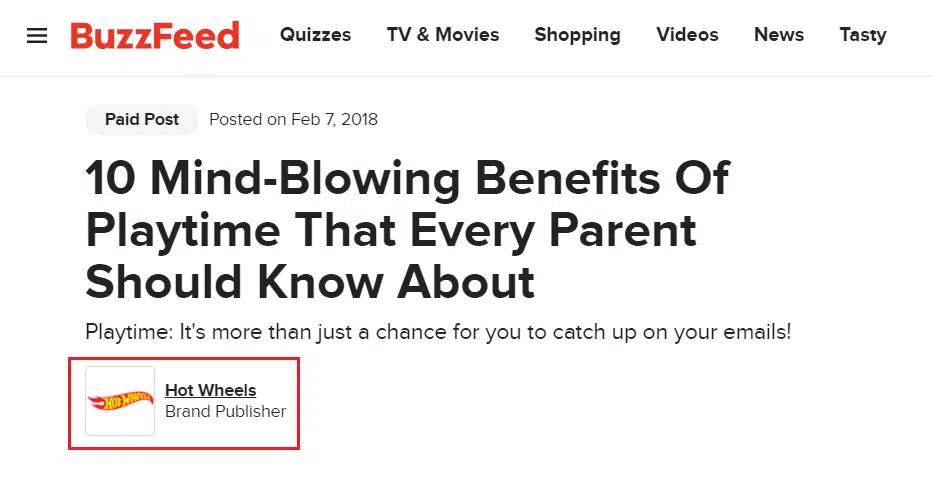 BuzzFeed Quizzes TV & Movies Shopping Videos News Tasty
Paid Post Posted on Feb 7, 2018
10 Mind-Blowing Benefits Of
Playtime That Every Parent
Should Know About
Playtime: It's more than just a chance for you to catch up on your emails!
HOT WHEELS
Hot Wheels
Brand Publisher